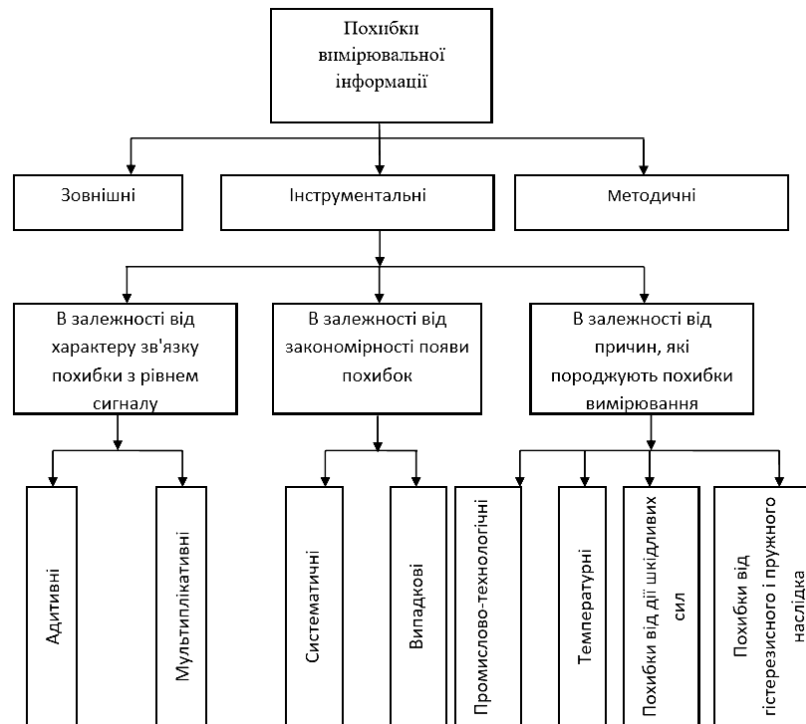 Похибки
вимірювальної
інформації
Зовнішні
Інструментальні
Методичні
В залежності від
характеру зв'язку
похибки з рівнем
сигналу
В залежності від
закономірності появи
похибок
В залежності від
причин, які
породжують похибки
вимірювання
Адитивні
Мультиплікативні
Систематичні
Випадкові
Промислово-технологічні
Температурні
Похибки від дії шкідливих
сил
Похибки від
гістерезисного і пружного
наслідка